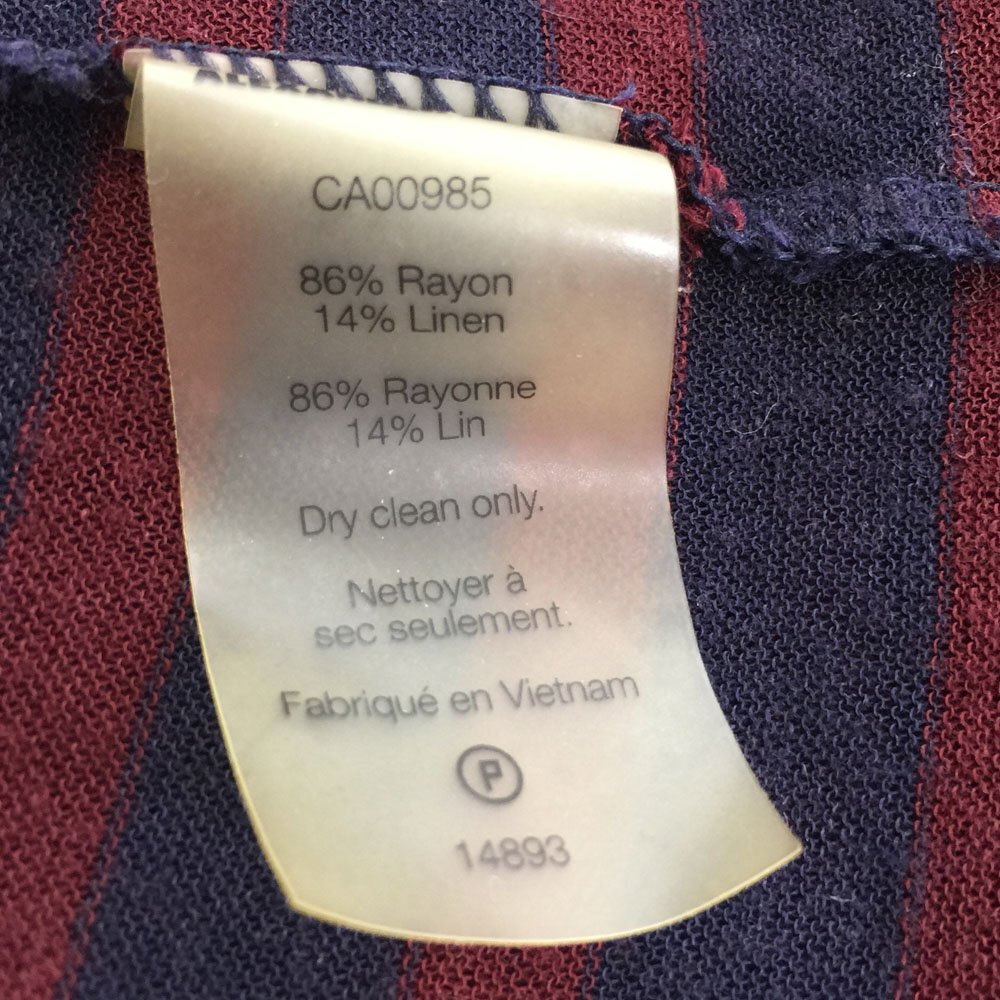 CA00985
86% Rayon
14% Linen
86% Rayonne
14% Lin
Dry clean only.
Nettoyer à
sec seulement.
Fabriqué en Vietnam
P
14893